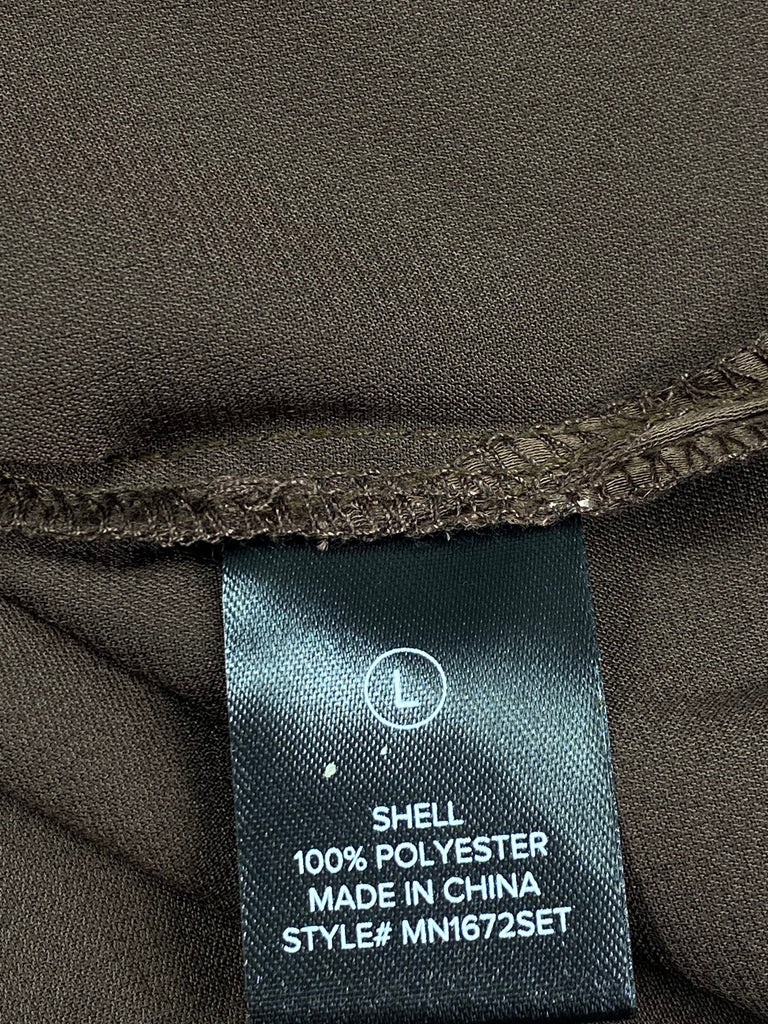 L
SHELL
100% POLYESTER
MADE IN CHINA
STYLE# MN1672SET